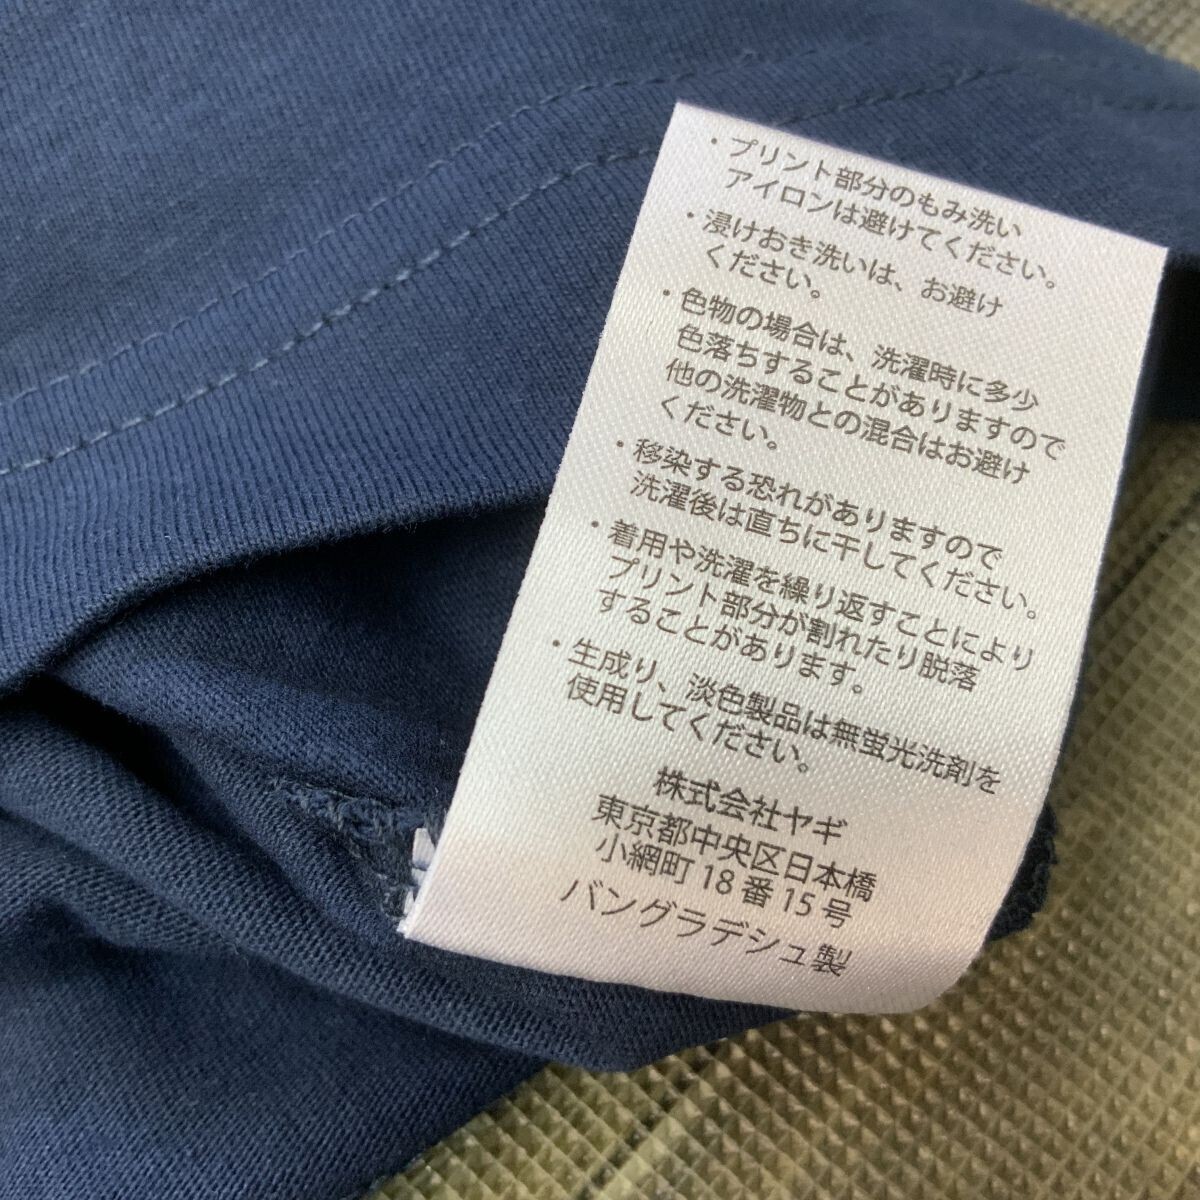 ・プリント部分のもみ洗い
アイロンは避けてください。
・浸けおき洗いは、お避け
ください。
・色物の場合は、洗濯時に多少
色落ちすることがありますので
他の洗濯物との混合はお避け
ください。
・移染する恐れがありますので
洗濯後は直ちに干してください。
・着用や洗濯を繰り返すことにより
プリント部分が割れたり脱落
することがあります。
・生成り、淡色製品は無蛍光洗剤を
使用してください。
株式会社ヤギ
東京都中央区日本橋
小網町 18 番 15 号
バングラデシュ製